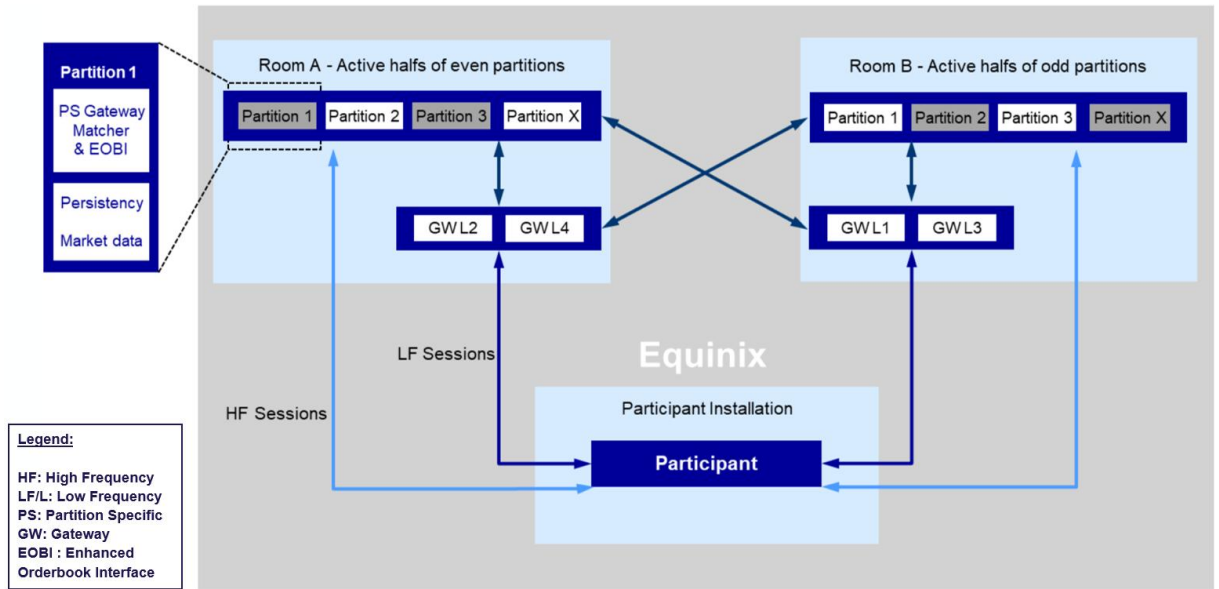 Partition 1
PS Gateway
Matcher
& EOBI
Persistency
Market data
Room A - Active halfs of even partitions
Partition 1 Partition 2 Partition 3 Partition X
GW L2 GW L4
Room B - Active halfs of odd partitions
Partition 1 Partition 2 Partition 3 Partition X
GW L1 GW L3
LF Sessions
HF Sessions
Equinix
Participant Installation
Participant
Legend:
HF: High Frequency
LF/L: Low Frequency
PS: Partition Specific
GW: Gateway
EOBI : Enhanced
Orderbook Interface